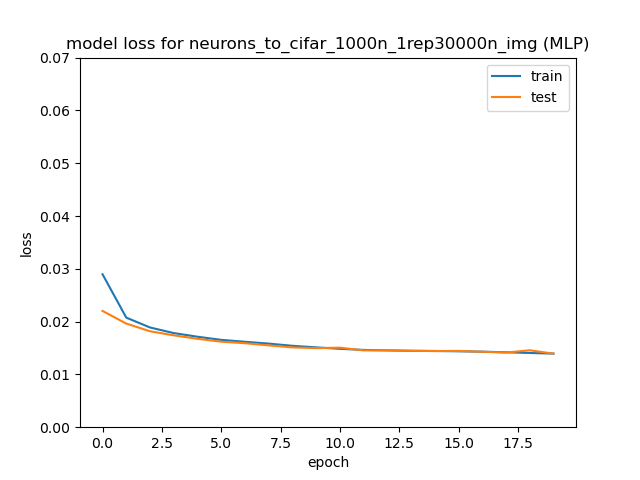 model loss for neurons_to_cifar_1000n_1rep30000n_img (MLP)
0.07
0.06
0.05
0.04
0.03
0.02
0.01
0.00
loss
train
test
0.0 2.5 5.0 7.5 10.0 12.5 15.0 17.5
epoch